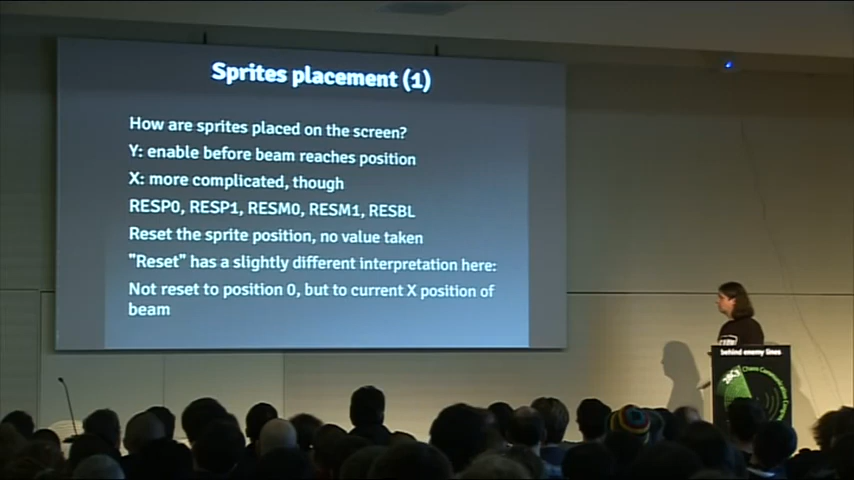 Sprites placement (1)
How are sprites placed on the screen?
Y: enable before beam reaches position
X: more complicated, though
RESP0, RESP1, RESM0, RESM1, RESBL
Reset the sprite position, no value taken
"Reset" has a slightly different interpretation here:
Not reset to position 0, but to current X position of
beam
behind enemy lines